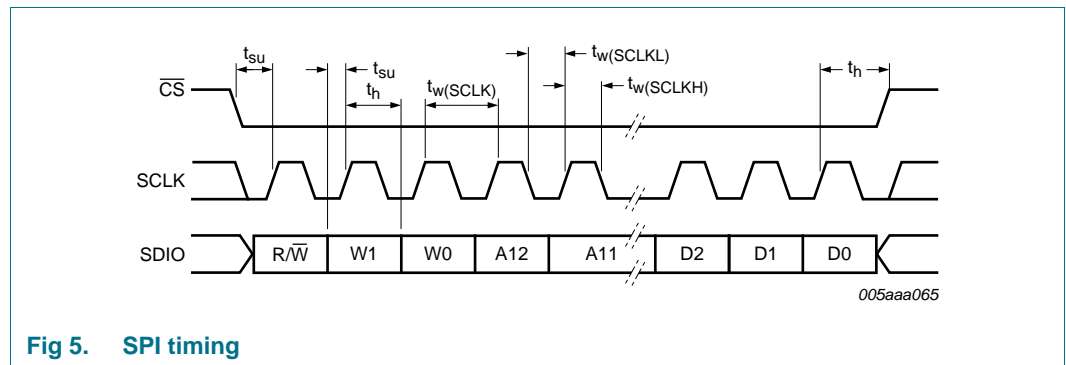 tsu
tsu
th
tw(SCLK)
tw(SCLKL)
tw(SCLKH)
th
CS
SCLK
SDIO
R/W W1 W0 A12 A11 D2 D1 D0
005aaa065
Fig 5. SPI timing